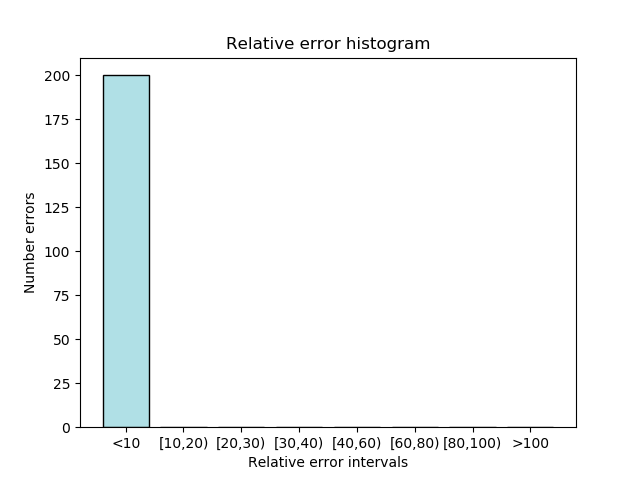 Relative error histogram
200
175
150
125
100
75
50
25
0
Number errors
<10 [10,20) [20,30) [30,40) [40,60) [60,80) [80,100) >100
Relative error intervals